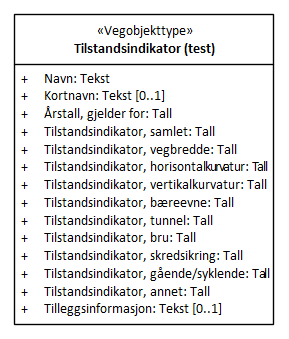 «Vegobjekttype»
Tilstandsindikator (test)
+ Navn: Tekst
+ Kortnavn: Tekst [0..1]
+ Årstall, gjelder for: Tall
+ Tilstandsindikator, samlet: Tall
+ Tilstandsindikator, vegbredde: Tall
+ Tilstandsindikator, horisontalkurvatur: Tall
+ Tilstandsindikator, vertikalkurvatur: Tall
+ Tilstandsindikator, bæreevne: Tall
+ Tilstandsindikator, tunnel: Tall
+ Tilstandsindikator, bru: Tall
+ Tilstandsindikator, skredsikring: Tall
+ Tilstandsindikator, gående/syklende: Tall
+ Tilstandsindikator, annet: Tall
+ Tilleggsinformasjon: Tekst [0..1]